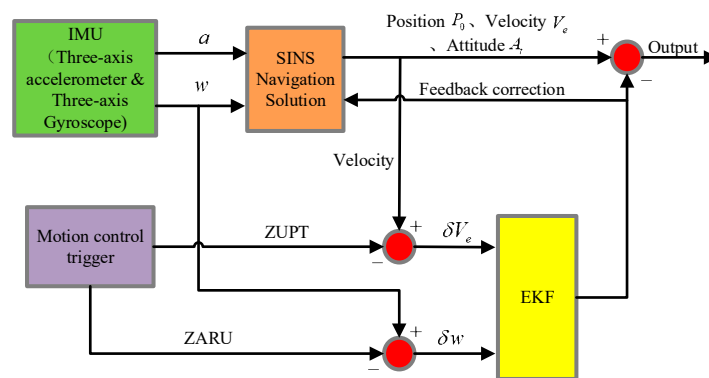 IMU
（Three-axis
accelerometer &
Three-axis
Gyroscope)
a
w
SINS
Navigation
Solution
Position P₀、Velocity Vₑ
、Attitude Aᵢ
+
−
Output
Feedback correction
Velocity
Motion control
trigger
ZUPT
+
−
δVₑ
EKF
ZARU
+
−
δw